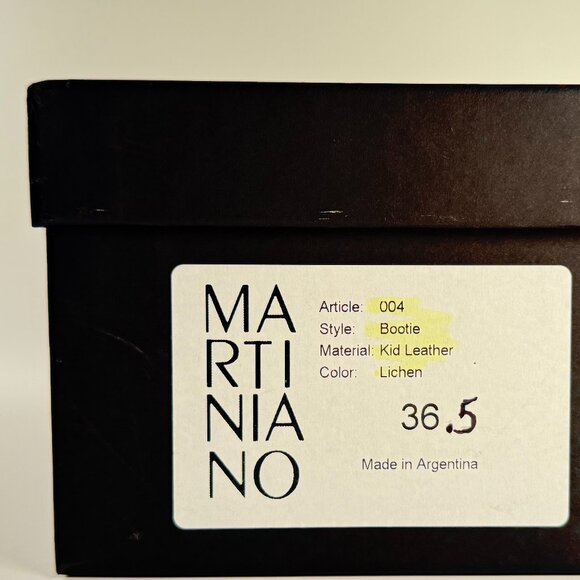 MA
RTI
NIA
NO
Article: 004
Style: Bootie
Material: Kid Leather
Color: Lichen
36.5
Made in Argentina